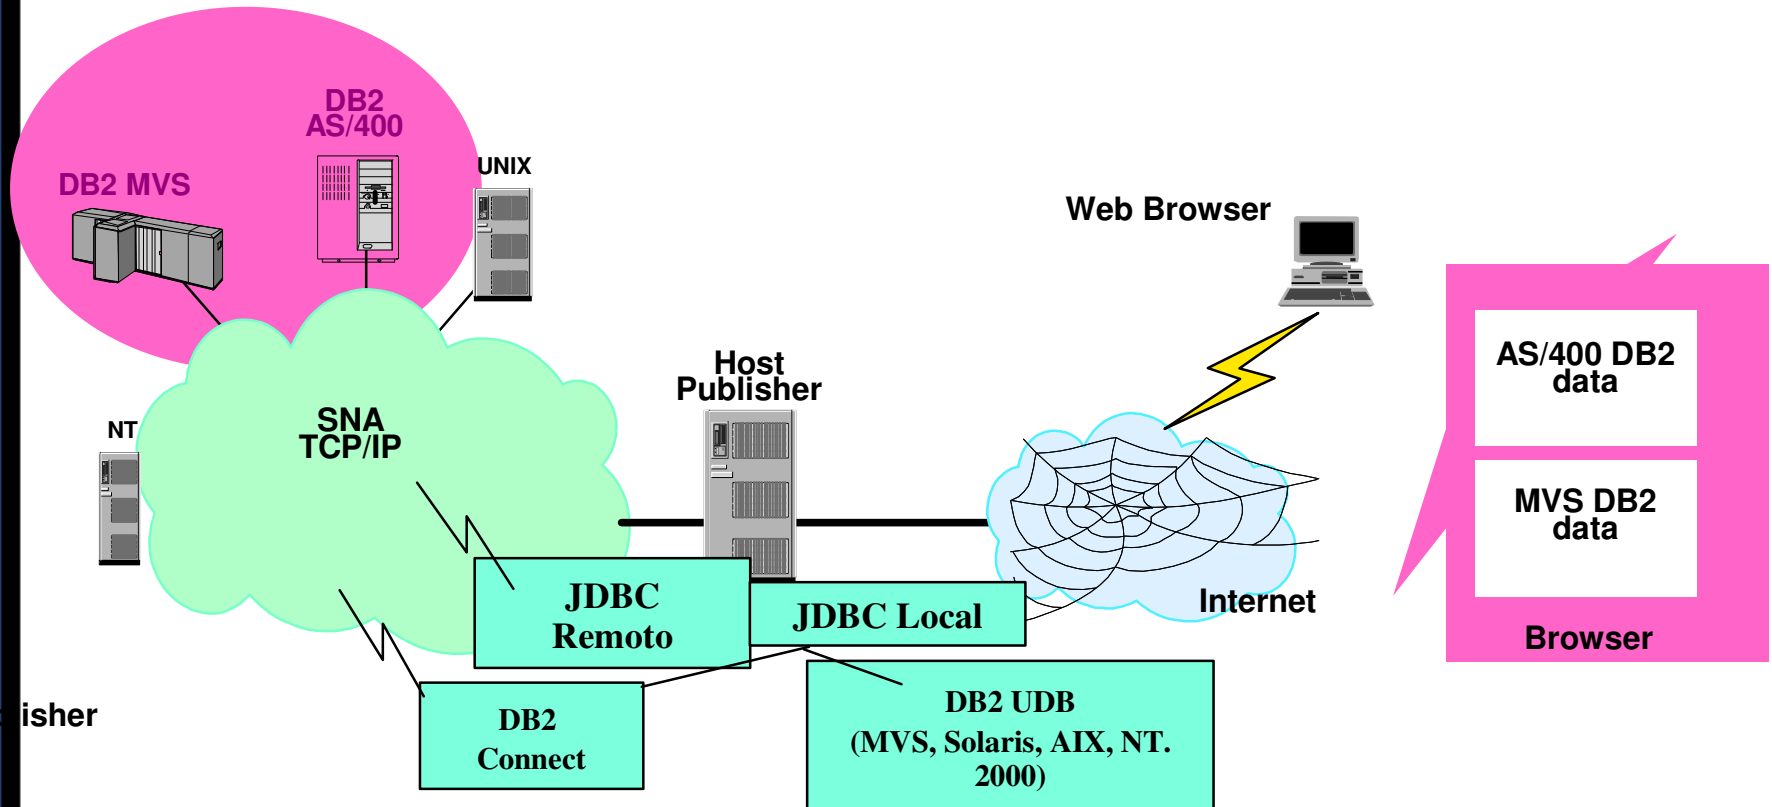 DB2
AS/400
UNIX
DB2 MVS
Web Browser
Host
Publisher
AS/400 DB2
data
SNA
TCP/IP
NT
MVS DB2
data
JDBC
Remoto
JDBC Local
Internet
Browser
DB2
Connect
DB2 UDB
(MVS, Solaris, AIX, NT.
2000)
isher